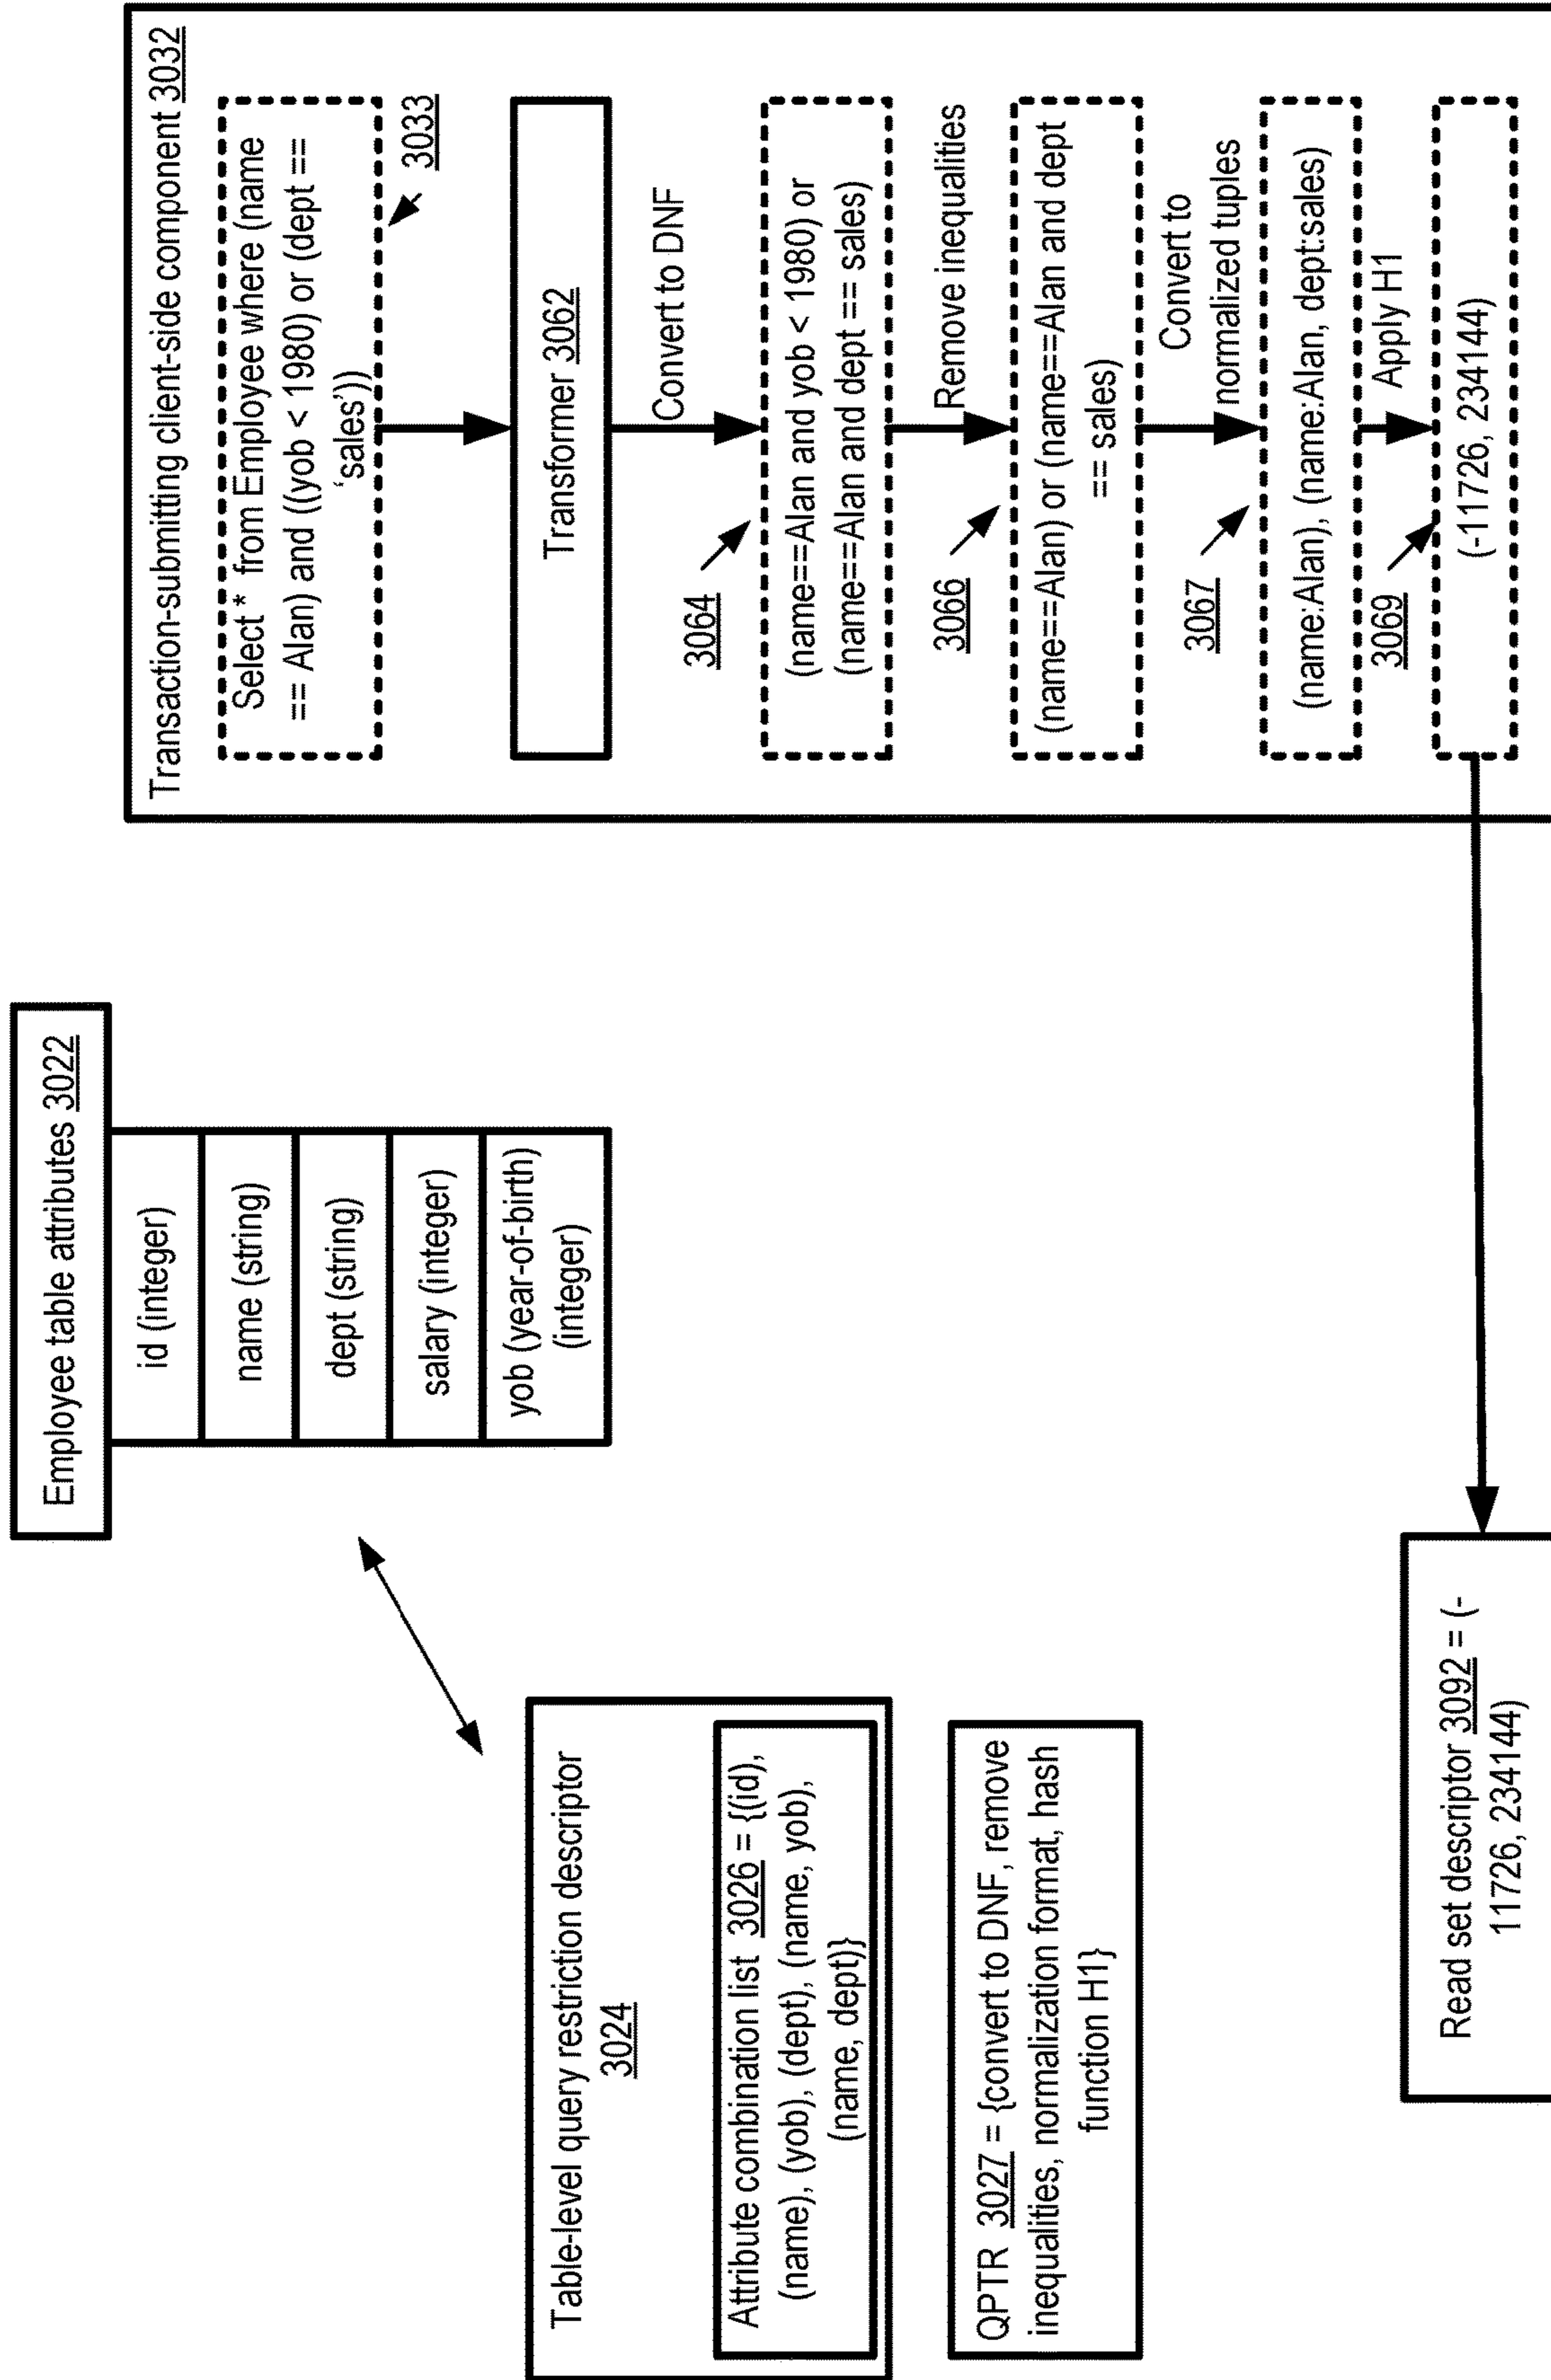 Employee table attributes 3022
id (integer)
name (string)
dept (string)
salary (integer)
yob (year-of-birth)
(integer)
Table-level query restriction descriptor
3024
Attribute combination list 3026 = {(id),
(name), (yob), (dept), (name, yob),
(name, dept)}
QPTR 3027 = {convert to DNF, remove
inequalities, normalization format, hash
function H1}
Read set descriptor 3092 = (-
11726, 234144)
Transaction-submitting client-side component 3032
Select * from Employee where (name
== Alan) and ((yob < 1980) or (dept ==
‘sales’))
3033
Transformer 3062
Convert to DNF
3064
(name==Alan and yob < 1980) or
(name==Alan and dept == sales)
Remove inequalities
3066
(name==Alan) or (name==Alan and dept
== sales)
Convert to
normalized tuples
3067
(name:Alan), (name:Alan, dept:sales)
Apply H1
3069
(-11726, 234144)